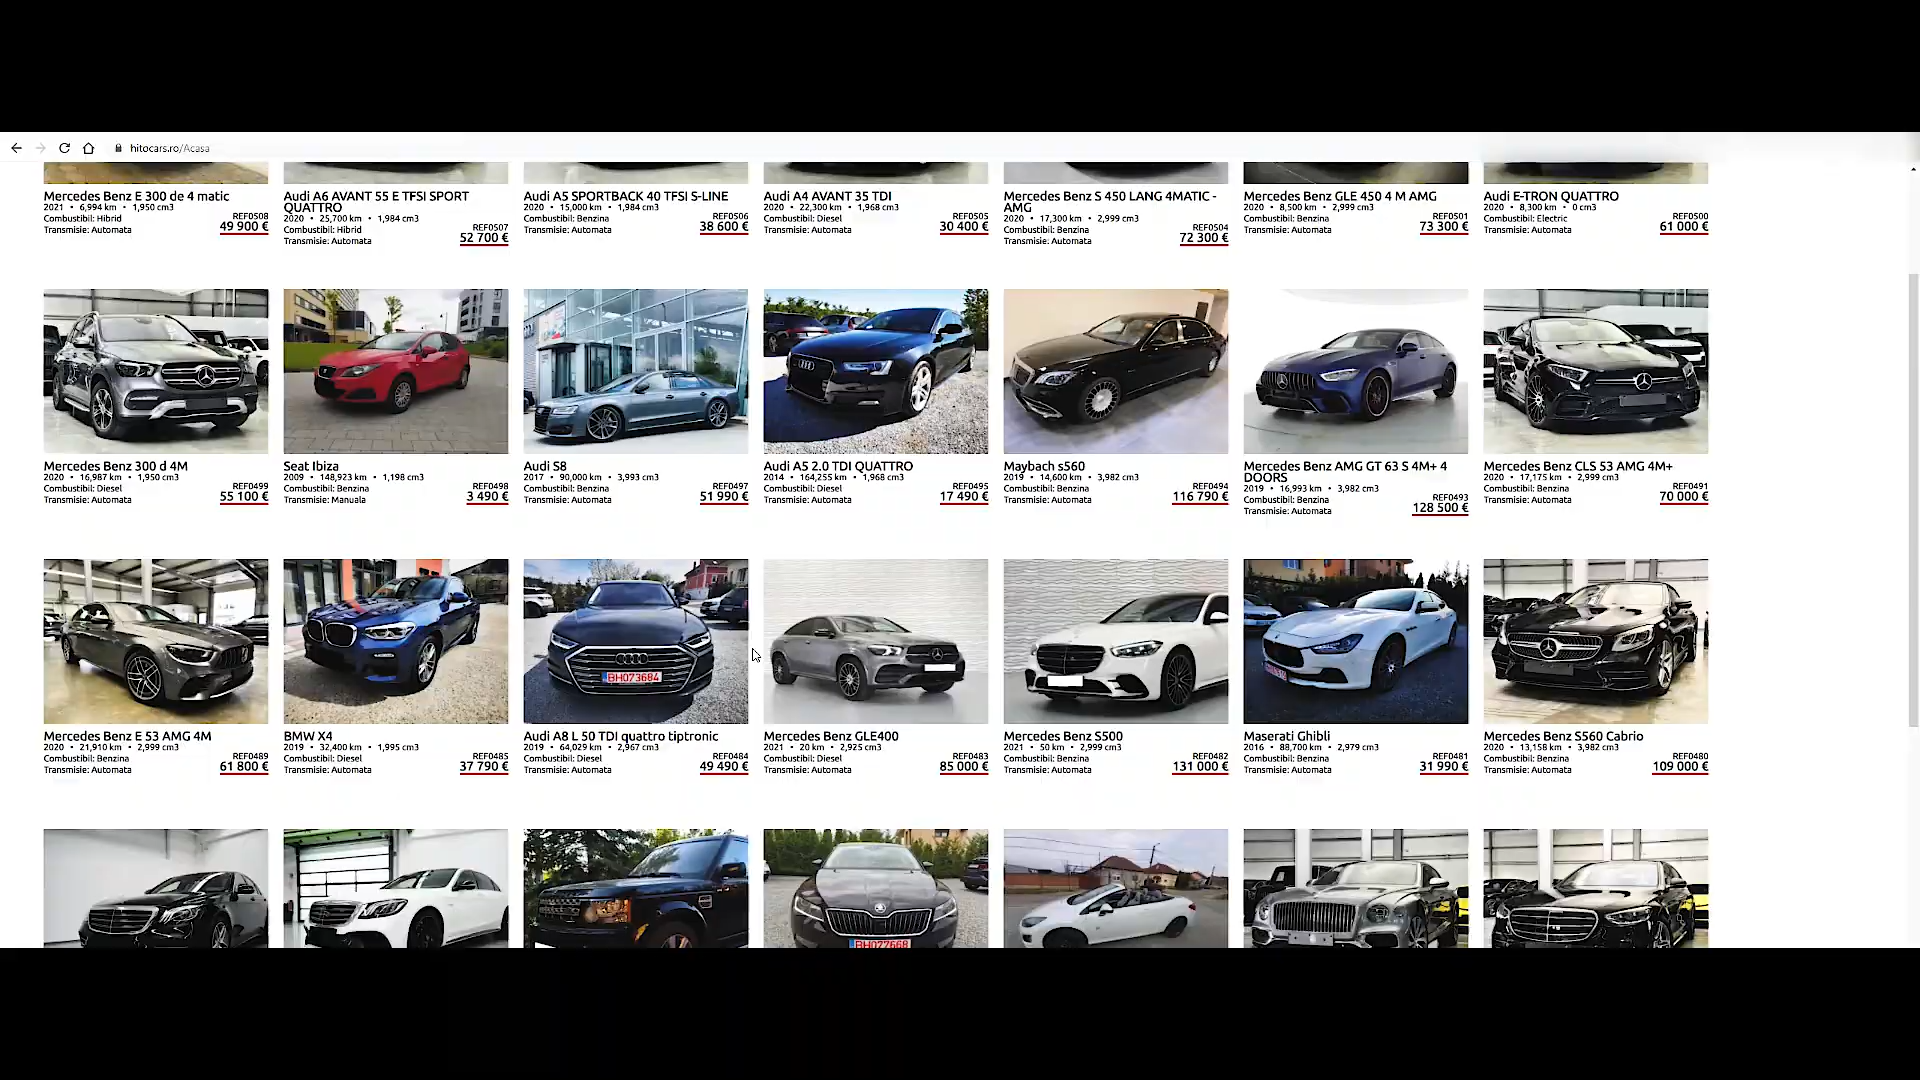 hitocars.ro/Acasa
Mercedes Benz E 300 de 4 matic
2021 • 6,994 km • 1,950 cm3
Combustibil: Hibrid
REF0508
Transmisie: Automata
49 900 €
Audi A6 AVANT 55 E TFSI SPORT
QUATTRO
2020 • 25,700 km • 1,984 cm3
Combustibil: Hibrid
REF0507
Transmisie: Automata
52 700 €
Audi A5 SPORTBACK 40 TFSI S-LINE
2020 • 15,000 km • 1,984 cm3
Combustibil: Benzina
REF0506
Transmisie: Automata
38 600 €
Audi A4 AVANT 35 TDI
2020 • 22,300 km • 1,968 cm3
Combustibil: Diesel
REF0505
Transmisie: Automata
30 400 €
Mercedes Benz S 450 LANG 4MATIC -
AMG
2020 • 17,300 km • 2,999 cm3
Combustibil: Benzina
REF0504
Transmisie: Automata
72 300 €
Mercedes Benz GLE 450 4 M AMG
2020 • 8,500 km • 2,999 cm3
Combustibil: Benzina
REF0501
Transmisie: Automata
73 300 €
Audi E-TRON QUATTRO
2020 • 8,300 km • 0 cm3
Combustibil: Electric
REF0500
Transmisie: Automata
61 000 €
Mercedes Benz 300 d 4M
2020 • 16,987 km • 1,950 cm3
Combustibil: Diesel
REF0499
Transmisie: Automata
55 100 €
Seat Ibiza
2009 • 148,923 km • 1,198 cm3
Combustibil: Benzina
REF0498
Transmisie: Manuala
3 490 €
Audi S8
2017 • 90,000 km • 3,993 cm3
Combustibil: Benzina
REF0497
Transmisie: Automata
51 990 €
Audi A5 2.0 TDI QUATTRO
2014 • 164,255 km • 1,968 cm3
Combustibil: Diesel
REF0495
Transmisie: Automata
17 490 €
Maybach s560
2019 • 14,600 km • 3,982 cm3
Combustibil: Benzina
REF0494
Transmisie: Automata
116 790 €
Mercedes Benz AMG GT 63 S 4M+ 4
DOORS
2019 • 16,993 km • 3,982 cm3
Combustibil: Benzina
REF0493
Transmisie: Automata
128 500 €
Mercedes Benz CLS 53 AMG 4M+
2020 • 17,175 km • 2,999 cm3
Combustibil: Benzina
REF0491
Transmisie: Automata
70 000 €
BH073684
Mercedes Benz E 53 AMG 4M
2020 • 21,910 km • 2,999 cm3
Combustibil: Benzina
REF0489
Transmisie: Automata
61 800 €
BMW X4
2019 • 32,400 km • 1,995 cm3
Combustibil: Diesel
REF0485
Transmisie: Automata
37 790 €
Audi A8 L 50 TDI quattro tiptronic
2019 • 64,029 km • 2,967 cm3
Combustibil: Diesel
REF0484
Transmisie: Automata
49 490 €
Mercedes Benz GLE400
2021 • 20 km • 2,925 cm3
Combustibil: Diesel
REF0483
Transmisie: Automata
85 000 €
Mercedes Benz S500
2021 • 50 km • 2,999 cm3
Combustibil: Benzina
REF0482
Transmisie: Automata
131 000 €
Maserati Ghibli
2016 • 88,700 km • 2,979 cm3
Combustibil: Benzina
REF0481
Transmisie: Automata
31 990 €
Mercedes Benz S560 Cabrio
2020 • 13,158 km • 3,982 cm3
Combustibil: Benzina
REF0480
Transmisie: Automata
109 000 €
BH077668